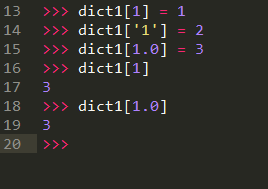 13 >>> dict1[1] = 1
14 >>> dict1['1'] = 2
15 >>> dict1[1.0] = 3
16 >>> dict1[1]
17 3
18 >>> dict1[1.0]
19 3
20 >>>